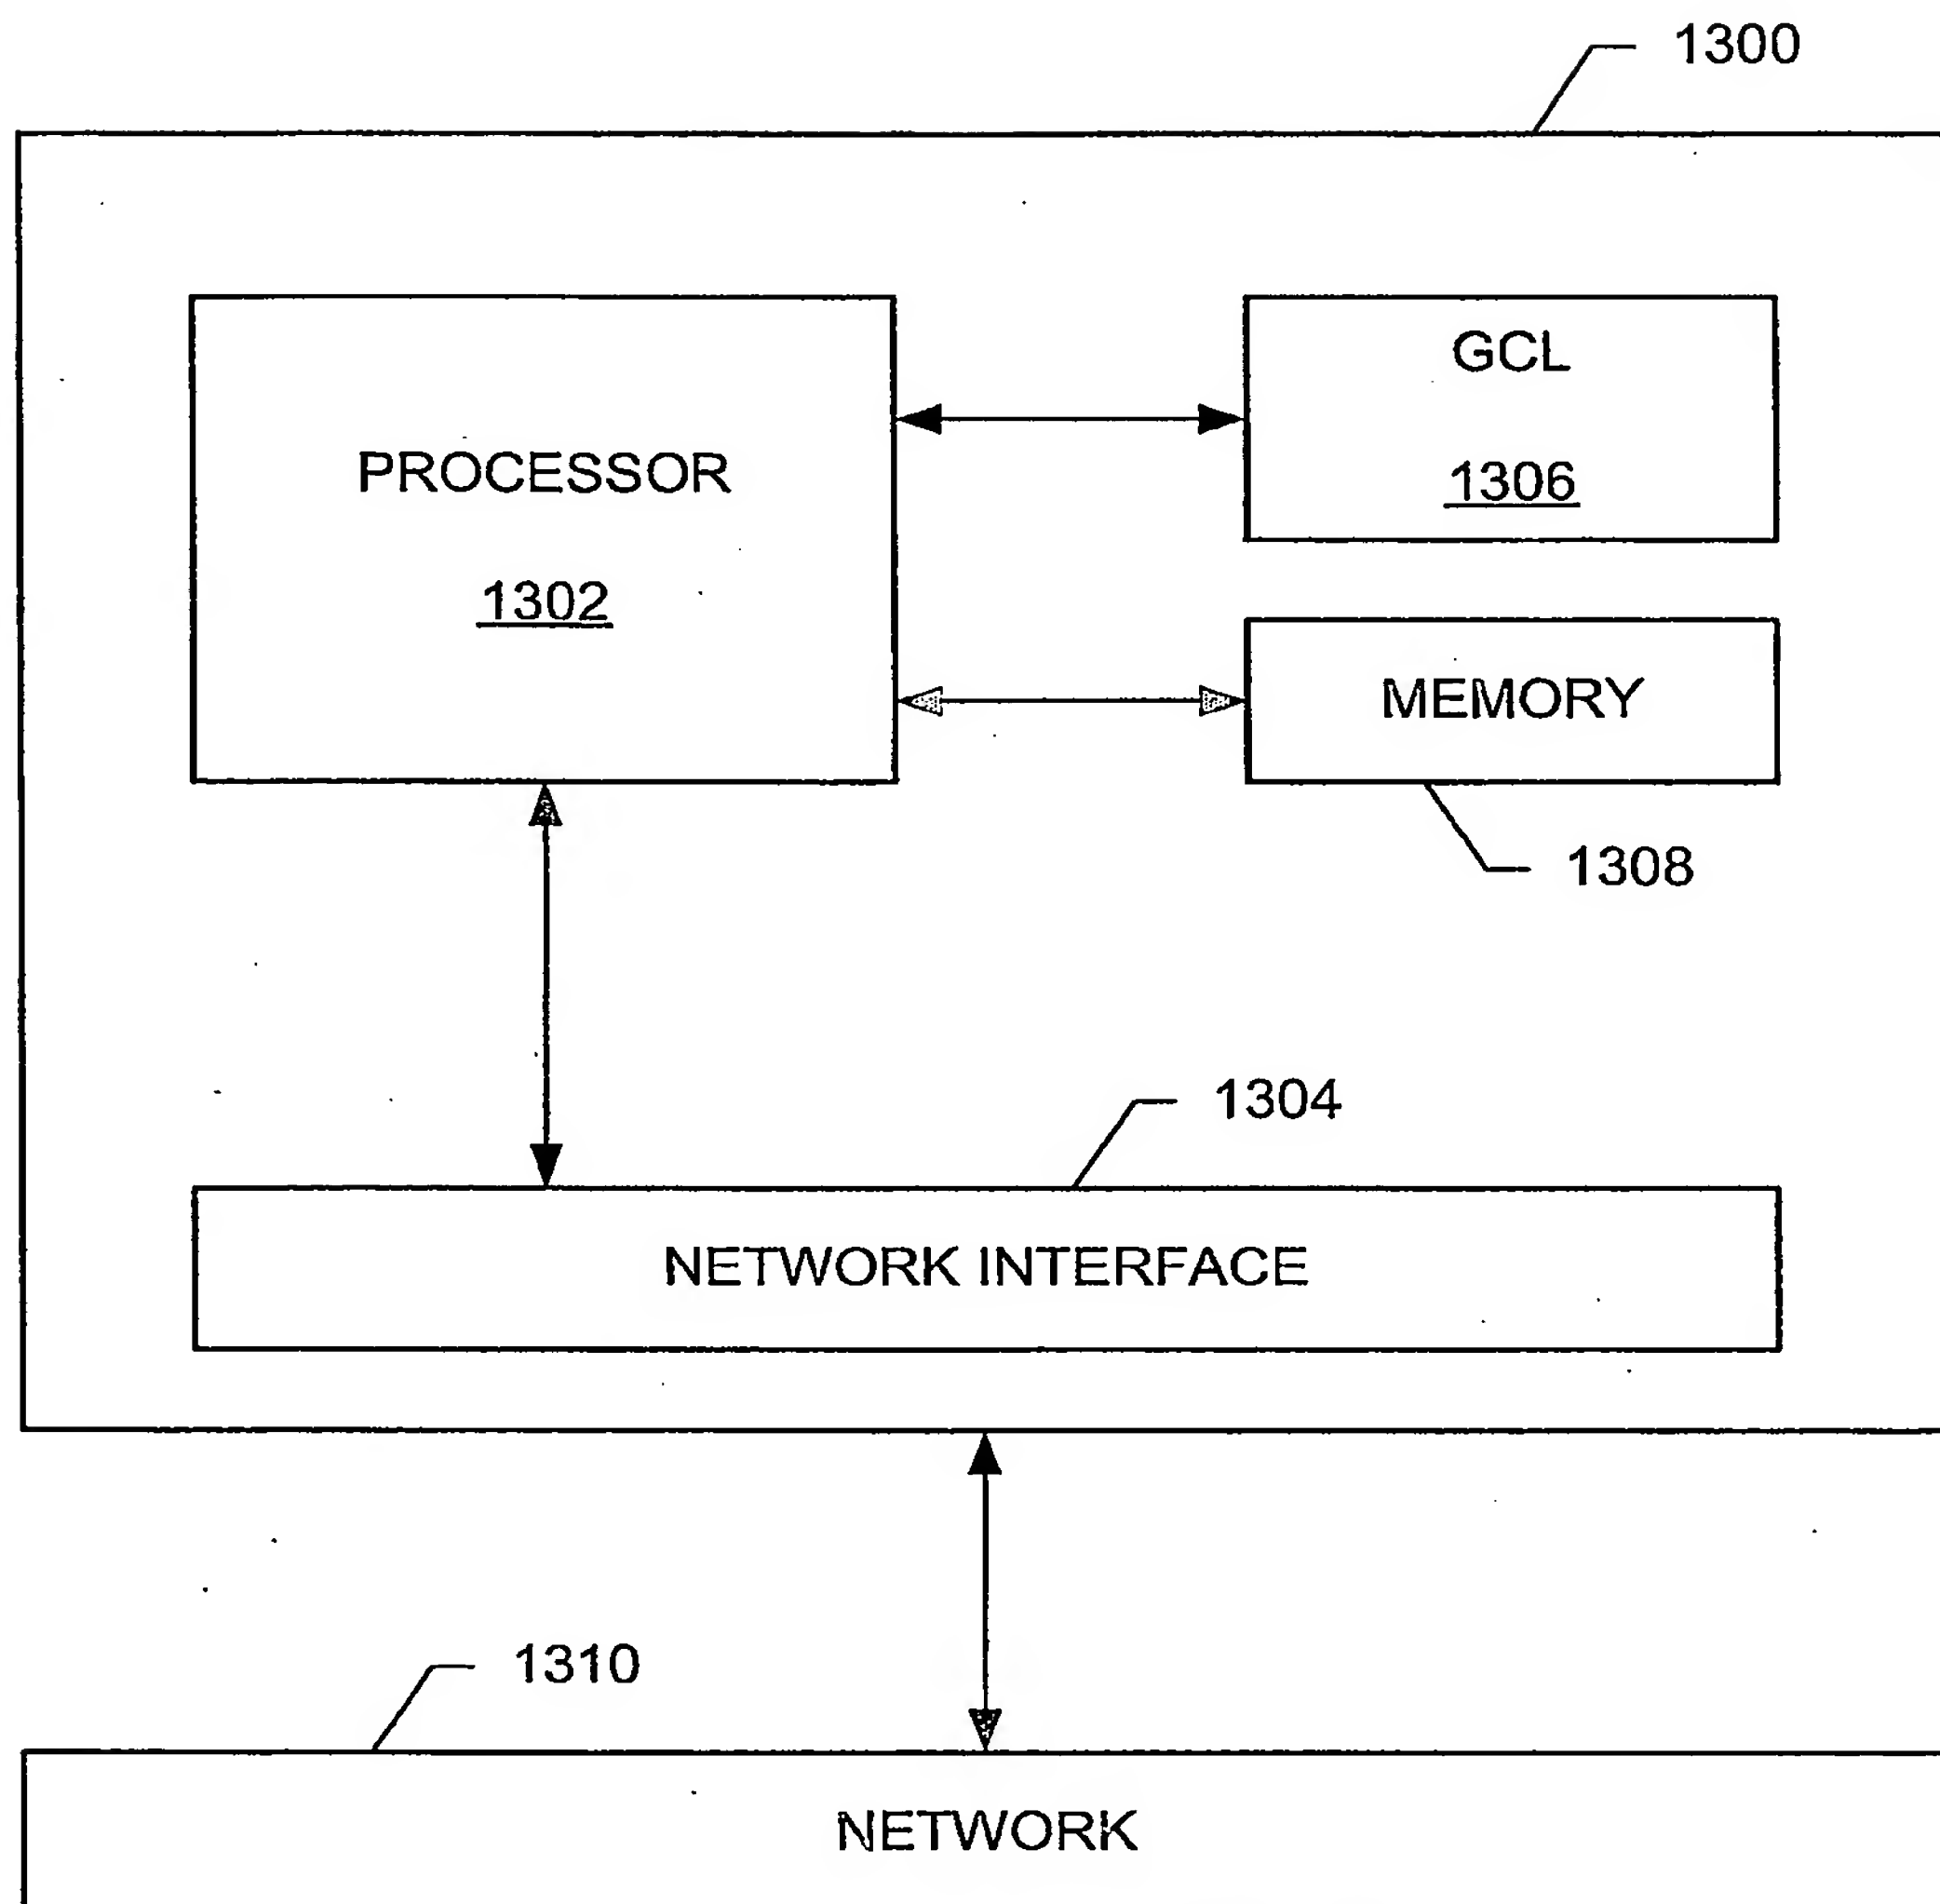 1300
PROCESSOR
1302
GCL
1306
MEMORY
1308
1304
NETWORK INTERFACE
1310
NETWORK